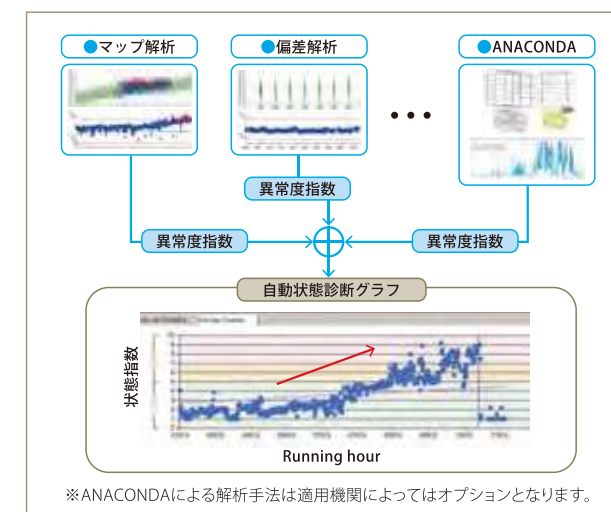 ●マップ解析
●偏差解析
●ANACONDA
・・・
異常度指数
異常度指数
異常度指数
自動状態診断グラフ
状態指数
Running hour
※ANACONDAによる解析手法は適用機関によってはオプションとなります。